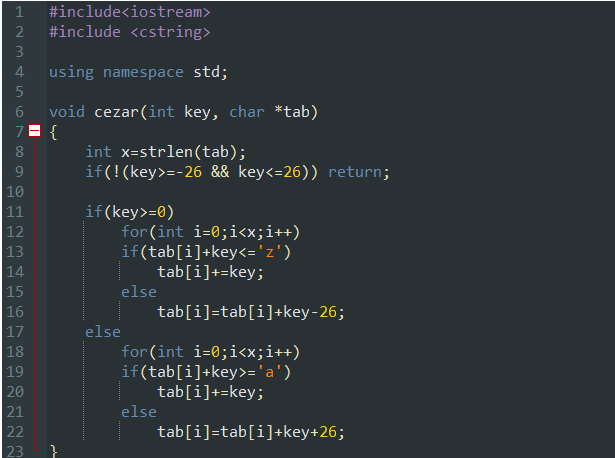 1 #include<iostream>
2 #include <cstring>
3
4 using namespace std;
5
6 void cezar(int key, char *tab)
7 {
8     int x=strlen(tab);
9     if(!(key>=-26 && key<=26)) return;
10
11     if(key>=0)
12         for(int i=0;i<x;i++)
13         if(tab[i]+key<='z')
14             tab[i]+=key;
15         else
16             tab[i]=tab[i]+key-26;
17     else
18         for(int i=0;i<x;i++)
19         if(tab[i]+key>='a')
20             tab[i]+=key;
21         else
22             tab[i]=tab[i]+key+26;
23 }